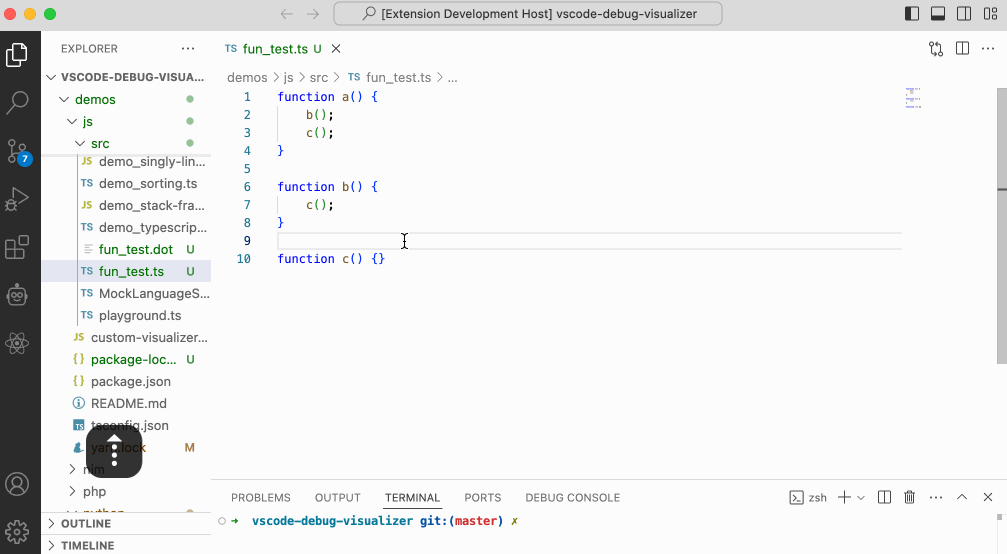 [Extension Development Host] vscode-debug-visualizer
EXPLORER
VSCODE-DEBUG-VISUA...
demos
js
src
JS demo_singly-lin...
TS demo_sorting.ts
JS demo_stack-fra...
TS demo_typescrip...
fun_test.dot U
TS fun_test.ts U
TS MockLanguageS...
TS playground.ts
JS custom-visualizer...
{} package-loc... U
{} package.json
README.md
TS tsconfig.json
yarn.lock M
nim
php
python
OUTLINE
TIMELINE
7
TS fun_test.ts U
demos > js > src > TS fun_test.ts > ...
1 function a() {
2 b();
3 c();
4 }
5
6 function b() {
7 c();
8 }
9
10 function c() {}
PROBLEMS OUTPUT TERMINAL PORTS DEBUG CONSOLE zsh
➜ vscode-debug-visualizer git:(master) ✗